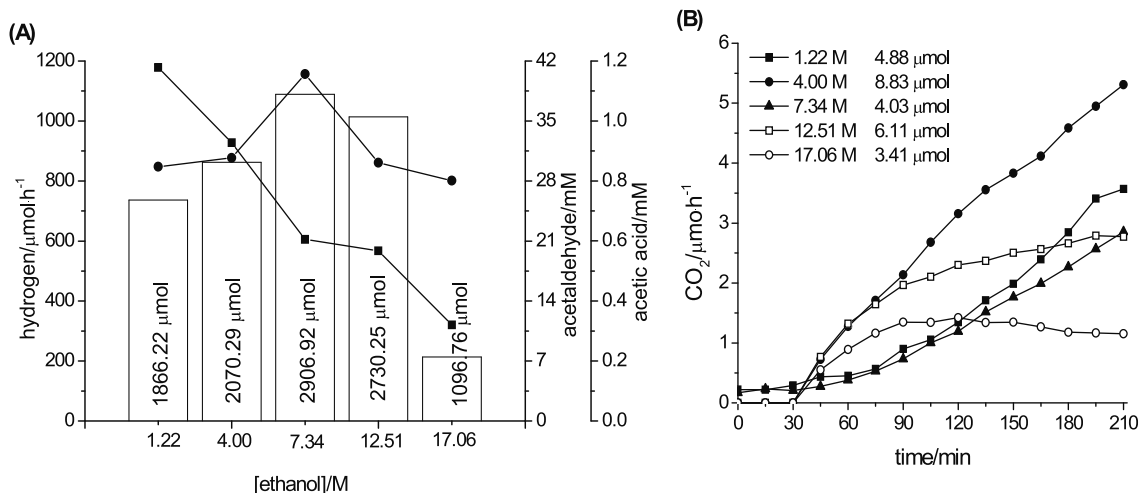 (A)
1200
1000
800
600
400
200
0
hydrogen/μmol·h⁻¹
1866.22 μmol
2070.29 μmol
2906.92 μmol
2730.25 μmol
1096.76 μmol
42
35
28
21
14
7
0
acetaldehyde/mM
1.2
1.0
0.8
0.6
0.4
0.2
0.0
acetic acid/mM
1.22 4.00 7.34 12.51 17.06
[ethanol]/M
(B)
6
5
4
3
2
1
0
CO₂/μmo·h⁻¹
1.22 M 4.88 μmol
4.00 M 8.83 μmol
7.34 M 4.03 μmol
12.51 M 6.11 μmol
17.06 M 3.41 μmol
0 30 60 90 120 150 180 210
time/min